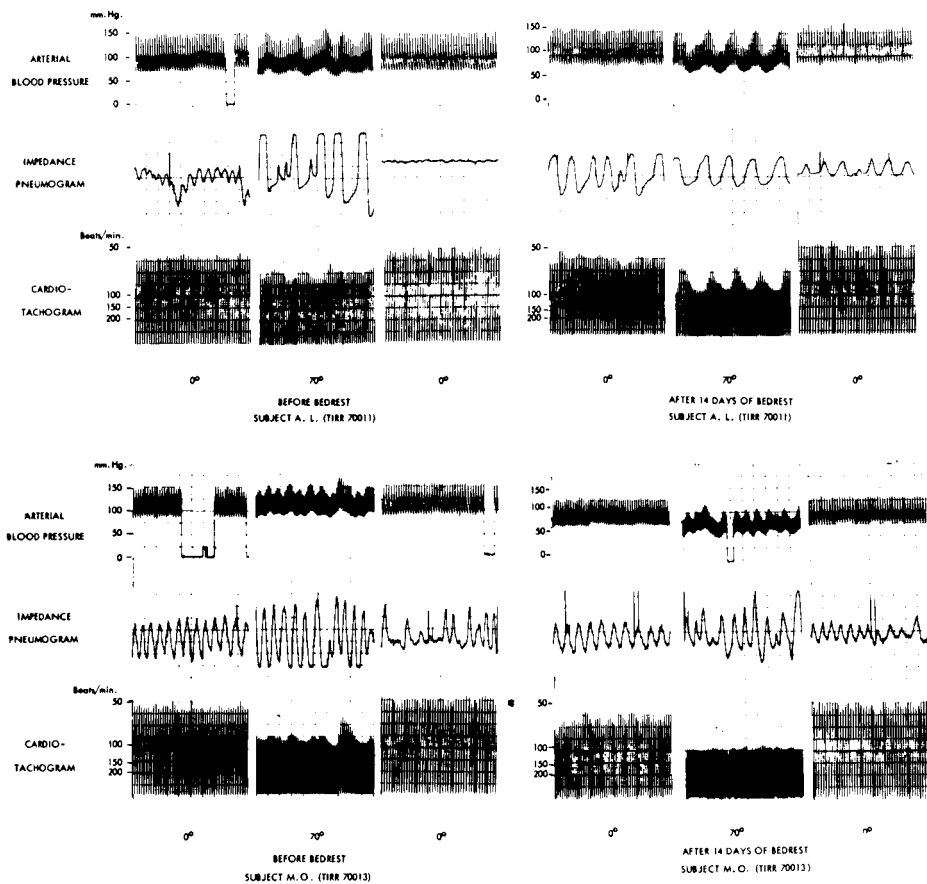 mm. Hg.
150
100
50
0
ARTERIAL
BLOOD PRESSURE
IMPEDANCE
PNEUMOGRAM
Beats/min.
50
100
150
200
CARDIO-
TACHOGRAM
0° 70° 0°
BEFORE BEDREST
SUBJECT A. L. (TIRR 70011)
150
100
50
0
50
100
150
200
0° 70° 0°
AFTER 14 DAYS OF BEDREST
SUBJECT A. L. (TIRR 70011)
mm. Hg.
150
100
50
0
ARTERIAL
BLOOD PRESSURE
IMPEDANCE
PNEUMOGRAM
Beats/min.
50
100
150
200
CARDIO-
TACHOGRAM
0° 70° 0°
BEFORE BEDREST
SUBJECT M. O. (TIRR 70013)
150
100
50
0
50
100
150
200
0° 70° 0°
AFTER 14 DAYS OF BEDREST
SUBJECT M. O. (TIRR 70013)